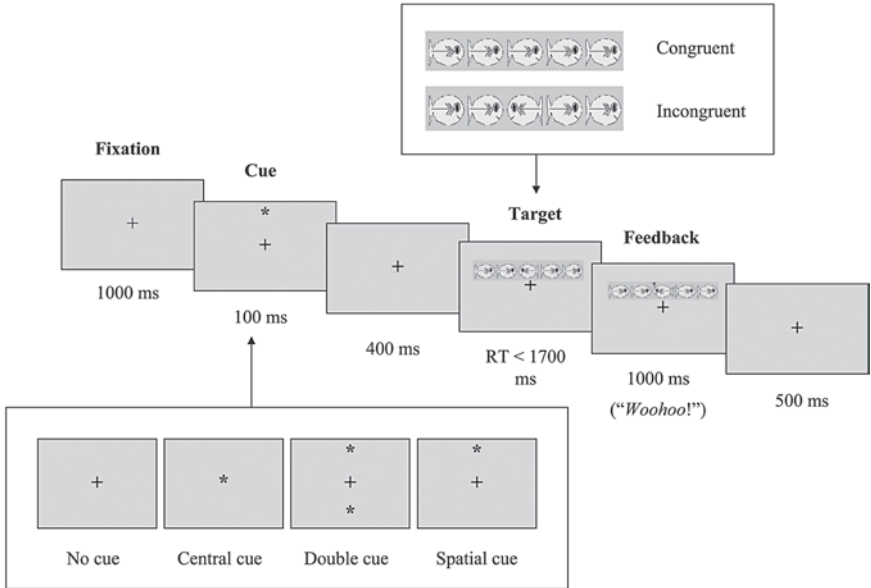 Congruent
Incongruent
Fixation
Cue
Target
Feedback
1000 ms
100 ms
400 ms
RT < 1700
ms
1000 ms
("Woohoo!")
500 ms
No cue
Central cue
Double cue
Spatial cue